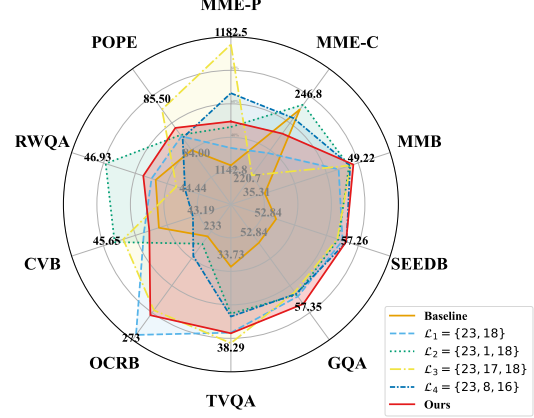 MME-P
1182.5
POPE
MME-C
85.50
246.8
RWQA
46.93
MMB
49.22
84.00
1142.8
220.7
44.44
35.31
43.19
52.84
233
52.84
33.73
CVB
45.65
57.26
SEEDB
57.35
273
38.29
OCRB
GQA
TVQA
Baseline
ℒ₁ = {23, 18}
ℒ₂ = {23, 1, 18}
ℒ₃ = {23, 17, 18}
ℒ₄ = {23, 8, 16}
Ours